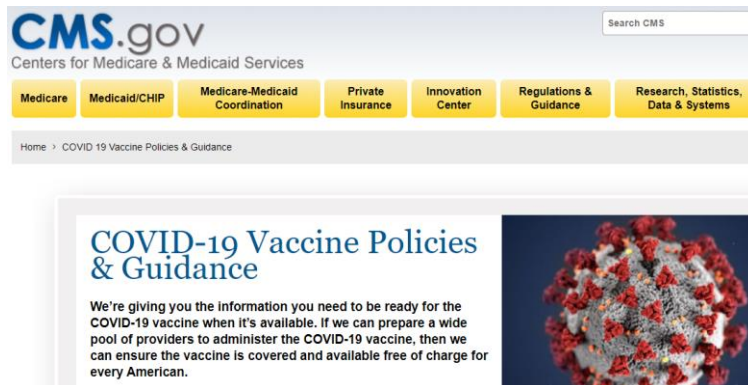 CMS.gov
Search CMS
Centers for Medicare & Medicaid Services
Medicare
Medicaid/CHIP
Medicare-Medicaid
Coordination
Private
Insurance
Innovation
Center
Regulations &
Guidance
Research, Statistics,
Data & Systems
Home › COVID 19 Vaccine Policies & Guidance
COVID-19 Vaccine Policies
& Guidance
We're giving you the information you need to be ready for the
COVID-19 vaccine when it's available. If we can prepare a wide
pool of providers to administer the COVID-19 vaccine, then we
can ensure the vaccine is covered and available free of charge for
every American.